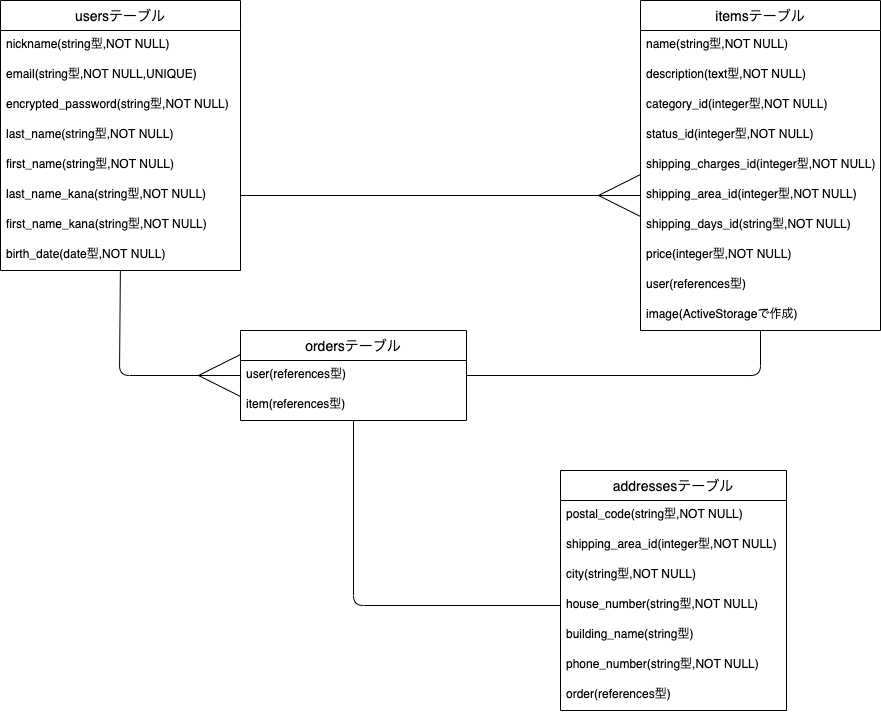 usersテーブル
nickname(string型,NOT NULL)
email(string型,NOT NULL,UNIQUE)
encrypted_password(string型,NOT NULL)
last_name(string型,NOT NULL)
first_name(string型,NOT NULL)
last_name_kana(string型,NOT NULL)
first_name_kana(string型,NOT NULL)
birth_date(date型,NOT NULL)
itemsテーブル
name(string型,NOT NULL)
description(text型,NOT NULL)
category_id(integer型,NOT NULL)
status_id(integer型,NOT NULL)
shipping_charges_id(integer型,NOT NULL)
shipping_area_id(integer型,NOT NULL)
shipping_days_id(string型,NOT NULL)
price(integer型,NOT NULL)
user(references型)
image(ActiveStorageで作成)
ordersテーブル
user(references型)
item(references型)
addressesテーブル
postal_code(string型,NOT NULL)
shipping_area_id(integer型,NOT NULL)
city(string型,NOT NULL)
house_number(string型,NOT NULL)
building_name(string型)
phone_number(string型,NOT NULL)
order(references型)